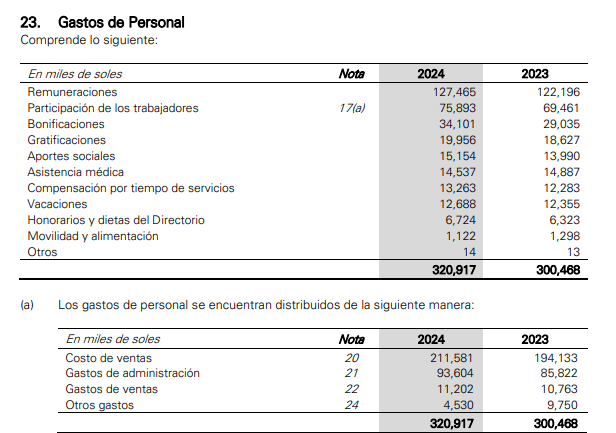 23. Gastos de Personal
Comprende lo siguiente:
En miles de soles Nota 2024 2023
Remuneraciones 127,465 122,196
Participación de los trabajadores 17(a) 75,893 69,461
Bonificaciones 34,101 29,035
Gratificaciones 19,956 18,627
Aportes sociales 15,154 13,990
Asistencia médica 14,537 14,887
Compensación por tiempo de servicios 13,263 12,283
Vacaciones 12,688 12,355
Honorarios y dietas del Directorio 6,724 6,323
Movilidad y alimentación 1,122 1,298
Otros 14 13
320,917 300,468
(a) Los gastos de personal se encuentran distribuidos de la siguiente manera:
En miles de soles Nota 2024 2023
Costo de ventas 20 211,581 194,133
Gastos de administración 21 93,604 85,822
Gastos de ventas 22 11,202 10,763
Otros gastos 24 4,530 9,750
320,917 300,468